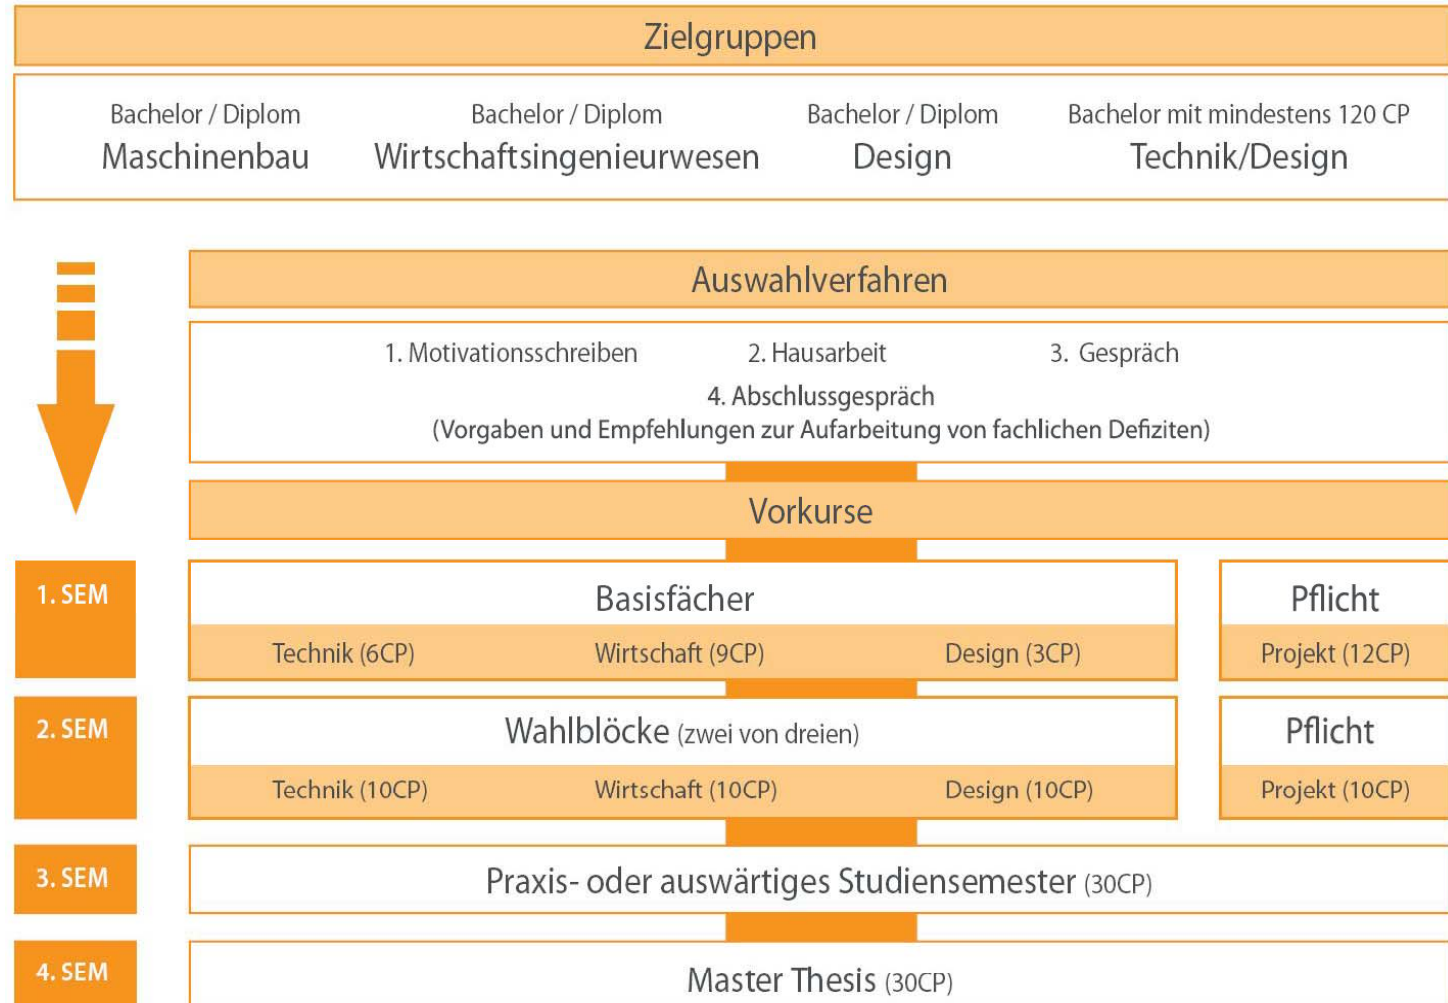 Zielgruppen
Bachelor / Diplom Bachelor / Diplom Bachelor / Diplom Bachelor mit mindestens 120 CP
Maschinenbau Wirtschaftsingenieurwesen Design Technik/Design
Auswahlverfahren
1. Motivationsschreiben 2. Hausarbeit 3. Gespräch
4. Abschlussgespräch
(Vorgaben und Empfehlungen zur Aufarbeitung von fachlichen Defiziten)
Vorkurse
1. SEM Basisfächer Pflicht
Technik (6CP) Wirtschaft (9CP) Design (3CP) Projekt (12CP)
2. SEM Wahlblöcke (zwei von dreien) Pflicht
Technik (10CP) Wirtschaft (10CP) Design (10CP) Projekt (10CP)
3. SEM Praxis- oder auswärtiges Studiensemester (30CP)
4. SEM Master Thesis (30CP)